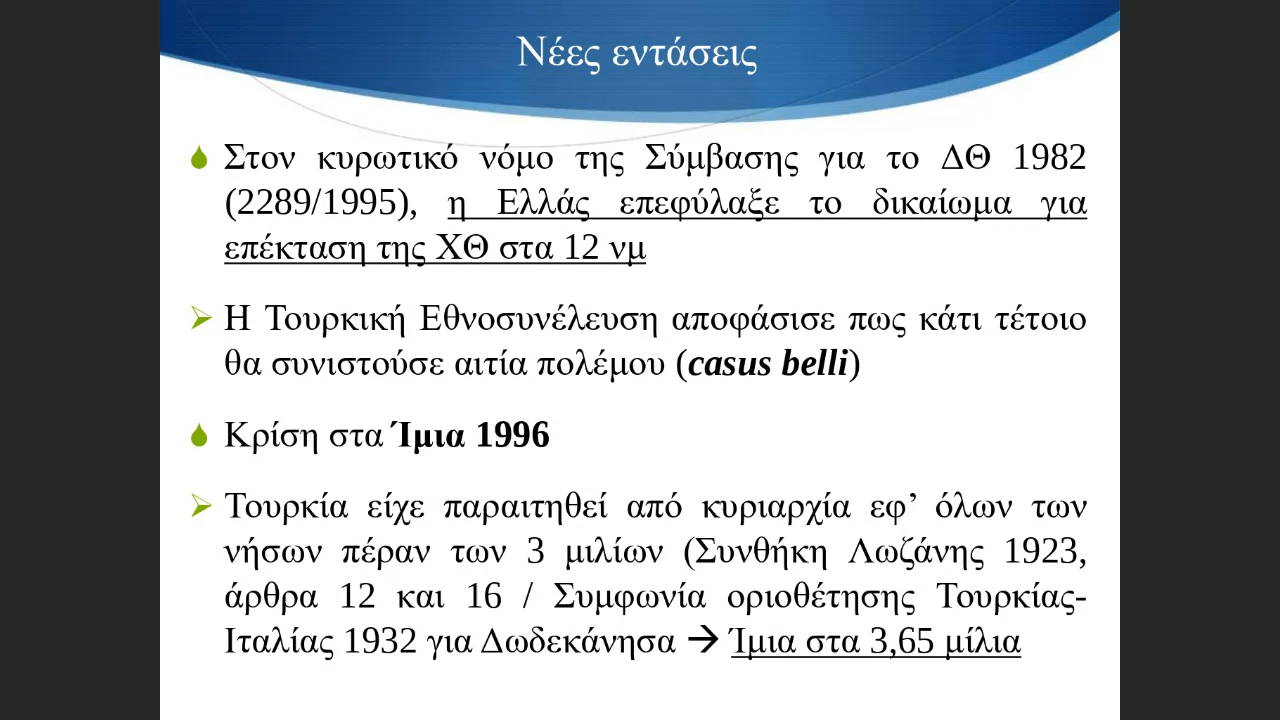 Νέες εντάσεις
Στον κυρωτικό νόμο της Σύμβασης για το ΔΘ 1982
(2289/1995), η Ελλάς επεφύλαξε το δικαίωμα για
επέκταση της ΧΘ στα 12 νμ
Η Τουρκική Εθνοσυνέλευση αποφάσισε πως κάτι τέτοιο
θα συνιστούσε αιτία πολέμου (casus belli)
Κρίση στα Ίμια 1996
Τουρκία είχε παραιτηθεί από κυριαρχία εφ’ όλων των
νήσων πέραν των 3 μιλίων (Συνθήκη Λωζάνης 1923,
άρθρα 12 και 16 / Συμφωνία οριοθέτησης Τουρκίας-
Ιταλίας 1932 για Δωδεκάνησα → Ίμια στα 3,65 μίλια